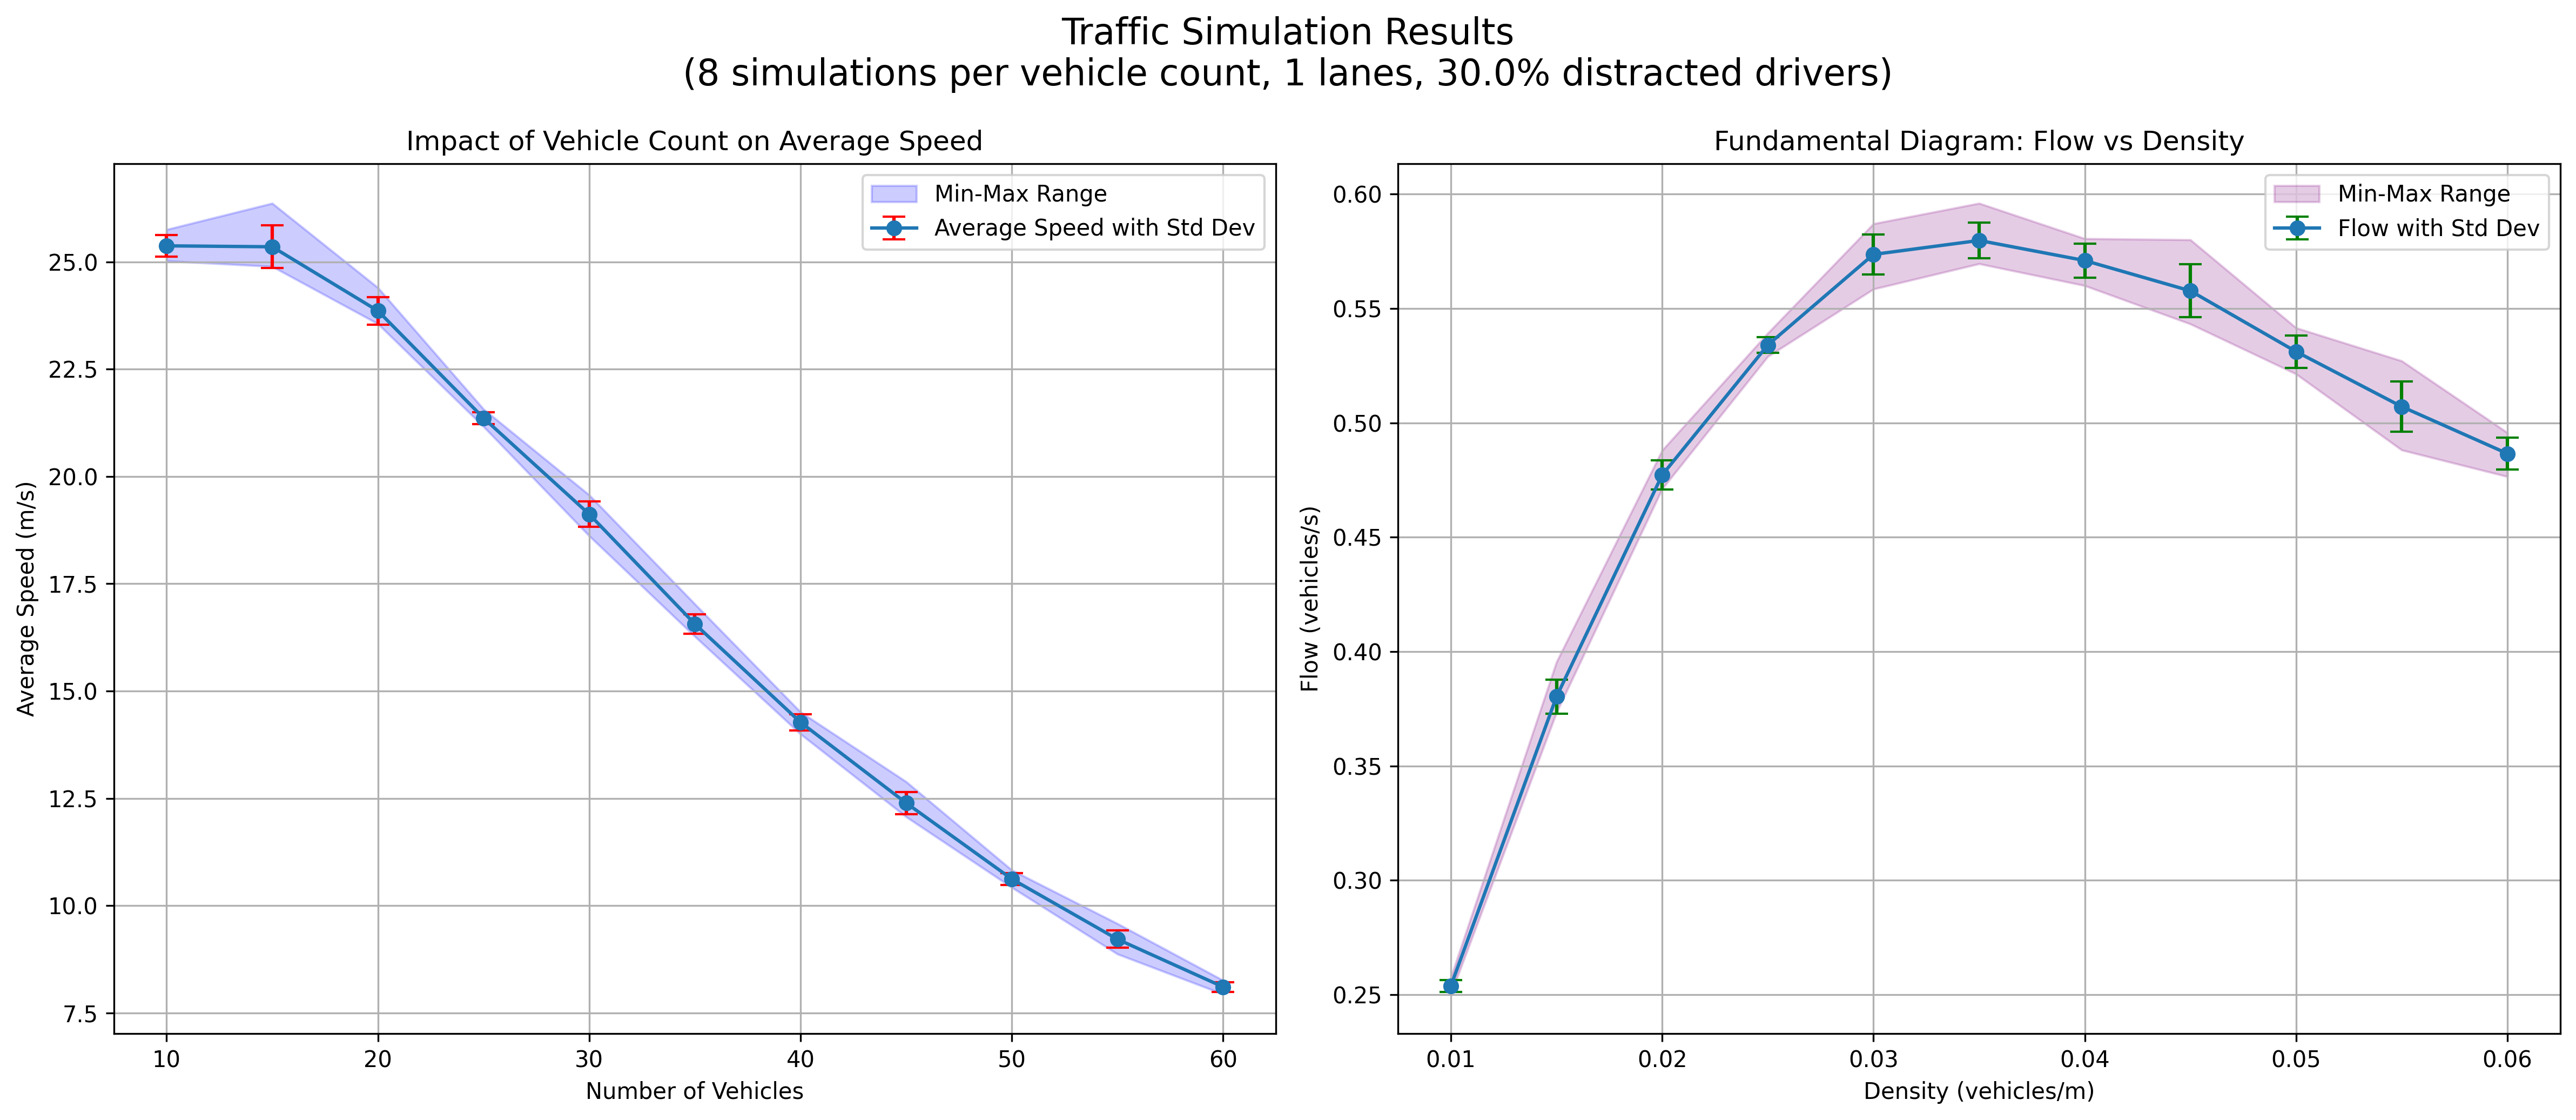 Traffic Simulation Results
(8 simulations per vehicle count, 1 lanes, 30.0% distracted drivers)
Impact of Vehicle Count on Average Speed
Min-Max Range
Average Speed with Std Dev
25.0
22.5
20.0
17.5
15.0
12.5
10.0
7.5
Average Speed (m/s)
10 20 30 40 50 60
Number of Vehicles
Fundamental Diagram: Flow vs Density
Min-Max Range
Flow with Std Dev
0.60
0.55
0.50
0.45
0.40
0.35
0.30
0.25
Flow (vehicles/s)
0.01 0.02 0.03 0.04 0.05 0.06
Density (vehicles/m)